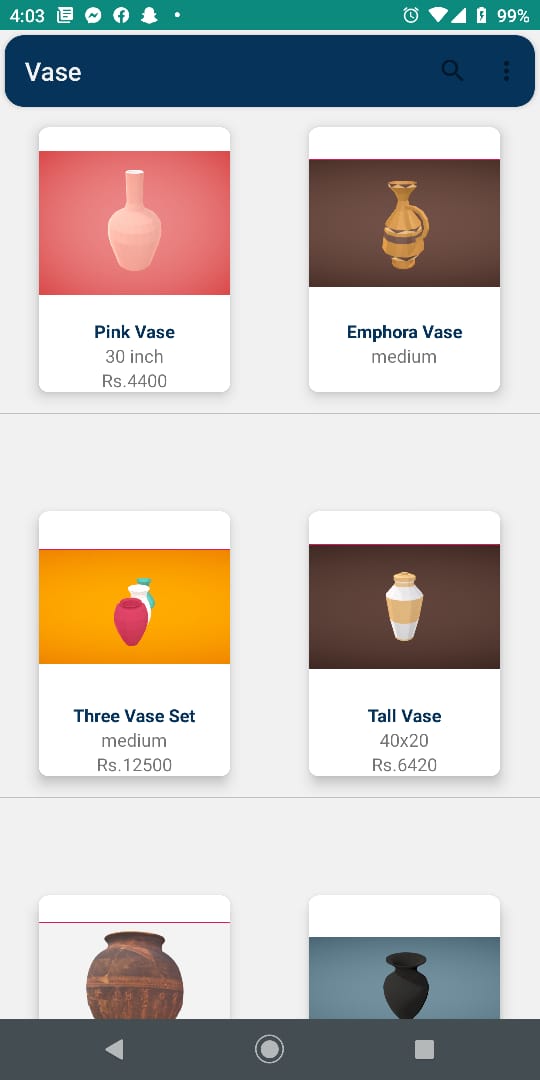 4:03
99%
Vase
Pink Vase
30 inch
Rs.4400
Emphora Vase
medium
Three Vase Set
medium
Rs.12500
Tall Vase
40x20
Rs.6420